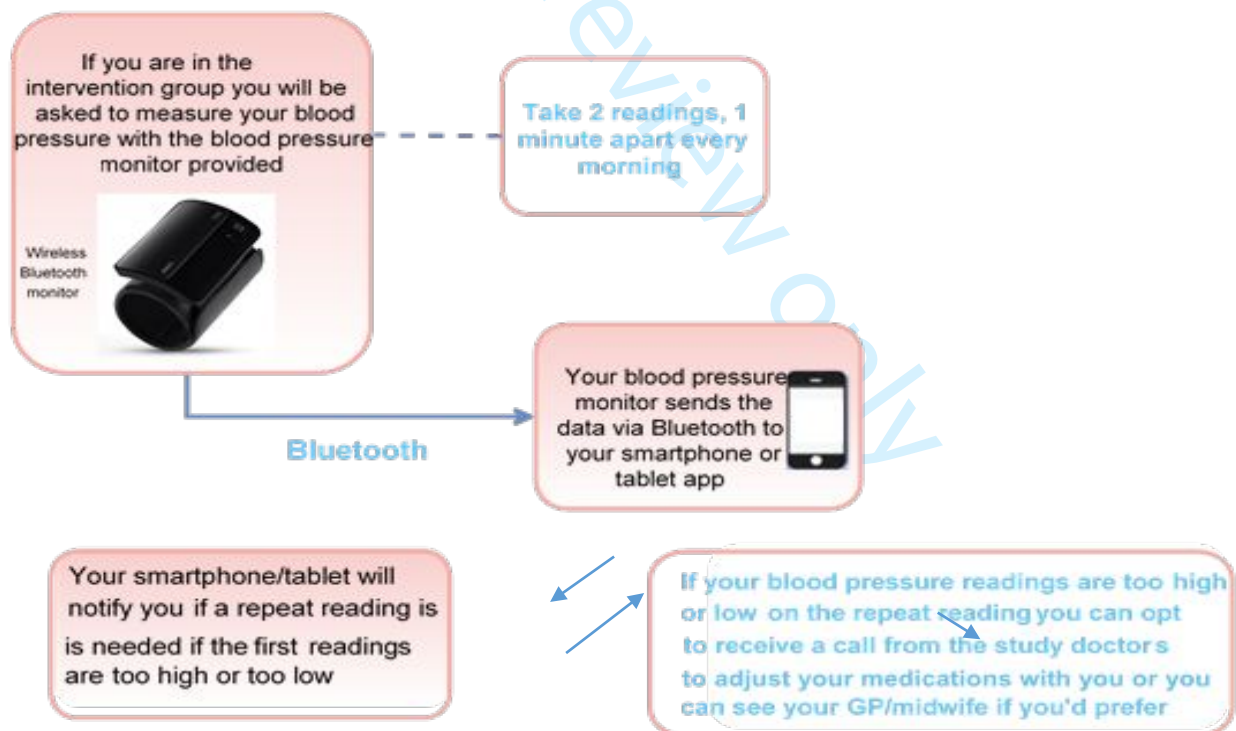 If you are in the
intervention group you will be
asked to measure your blood
pressure with the blood pressure
monitor provided
Wireless
Bluetooth
monitor
Take 2 readings, 1
minute apart every
morning
Bluetooth
Your blood pressure
monitor sends the
data via Bluetooth to
your smartphone or
tablet app
Your smartphone/tablet will
notify you if a repeat reading is
is needed if the first readings
are too high or too low
If your blood pressure readings are too high
or low on the repeat reading you can opt
to receive a call from the study doctors
to adjust your medications with you or you
can see your GP/midwife if you'd prefer
eview only